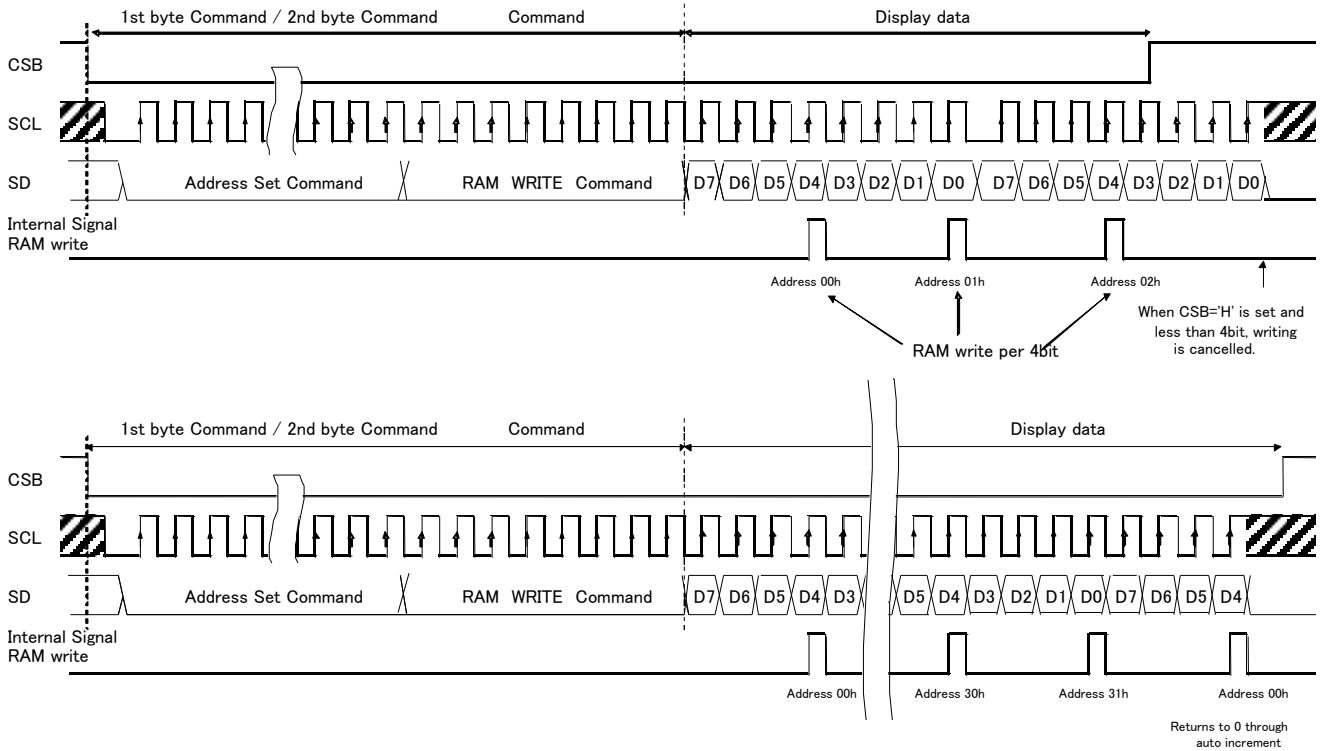 1st byte Command / 2nd byte Command Command Display data
CSB
SCL
SD Address Set Command RAM WRITE Command D7 D6 D5 D4 D3 D2 D1 D0 D7 D6 D5 D4 D3 D2 D1 D0
Internal Signal
RAM write
Address 00h Address 01h Address 02h
When CSB='H' is set and
less than 4bit, writing
is cancelled.
RAM write per 4bit
1st byte Command / 2nd byte Command Command Display data
CSB
SCL
SD Address Set Command RAM WRITE Command D7 D6 D5 D4 D3 D5 D4 D3 D2 D1 D0 D7 D6 D5 D4
Internal Signal
RAM write
Address 00h Address 30h Address 31h Address 00h
Returns to 0 through
auto increment